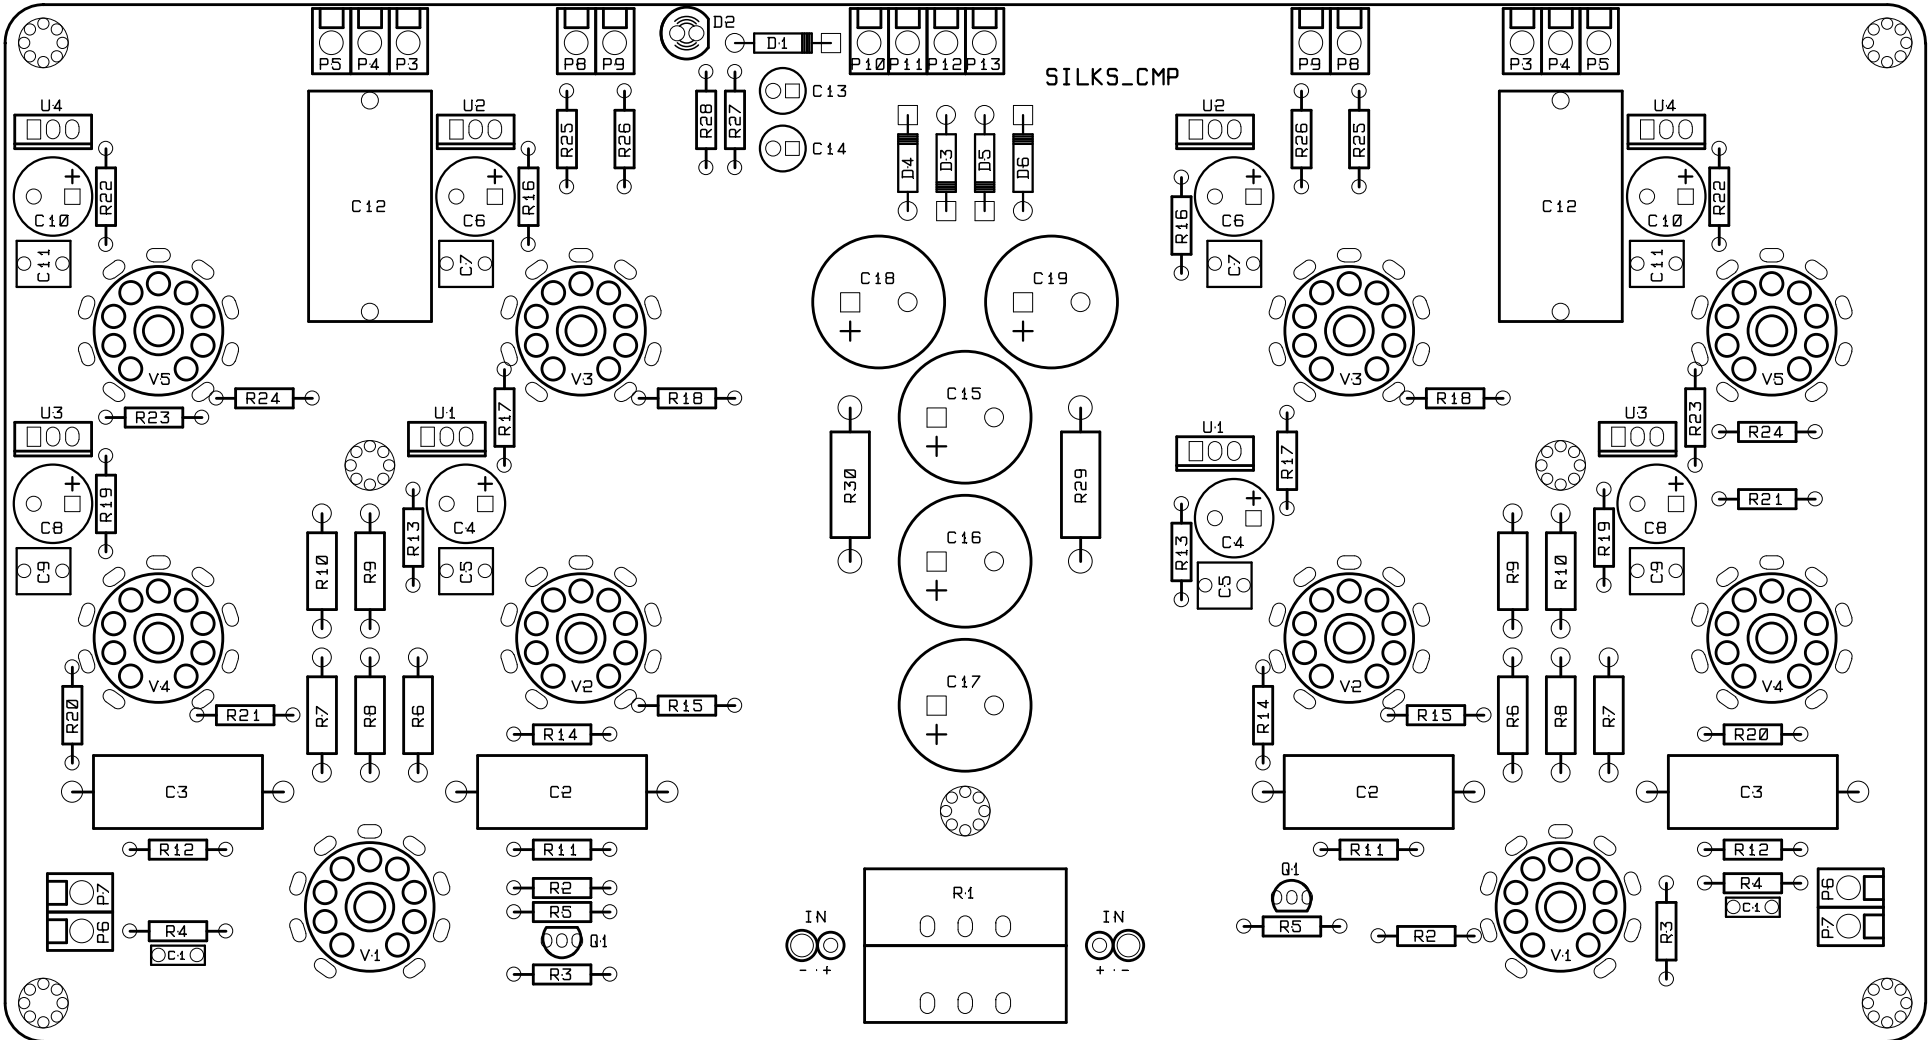 D2
D1
P5 P4 P3
P8 P9
P10 P11 P12 P13
P9 P8
P3 P4 P5
SILKS_CMP
C13
U4
U2
U2
U4
R25
R26
R28
R27
R26
R25
C14
D4
D3
D5
D6
R22
R16
R22
C12
C12
C10
C6
C6
C10
R16
C11
C7
C7
C11
C18
C19
V5
V3
V3
V5
C15
R24
R18
R18
R17
R23
U3
U1
U3
R23
U1
R24
R17
R30
R29
R19
R21
C8
C4
C8
C16
R13
R19
C4
R13
R10
R9
R9
R10
C9
C5
C9
C5
C17
V4
V2
V2
V4
R20
R21
R7
R8
R6
R15
R14
R14
R15
R6
R8
R7
R20
C3
C2
C2
C3
R12
R11
R11
R12
P7
R2
R1
Q1
R4
P6
C1
R5
IN
IN
P6
R4
R5
P7
R2
R3
Q1
C1
V1
V1
R3
- · +
+ · -